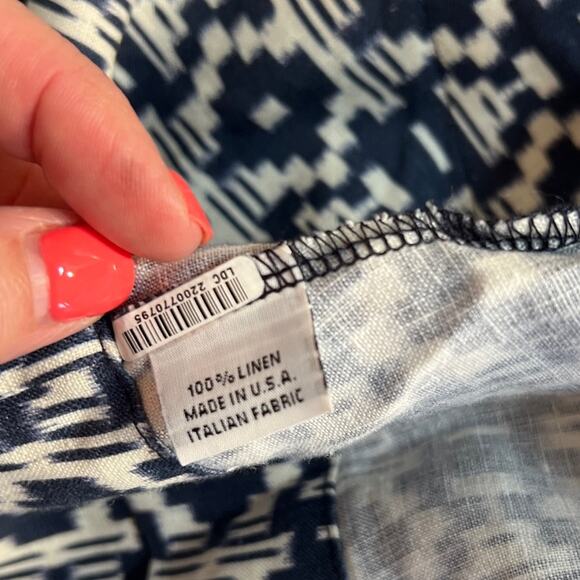 LDC 2200770795
100% LINEN
MADE IN U.S.A.
ITALIAN FABRIC